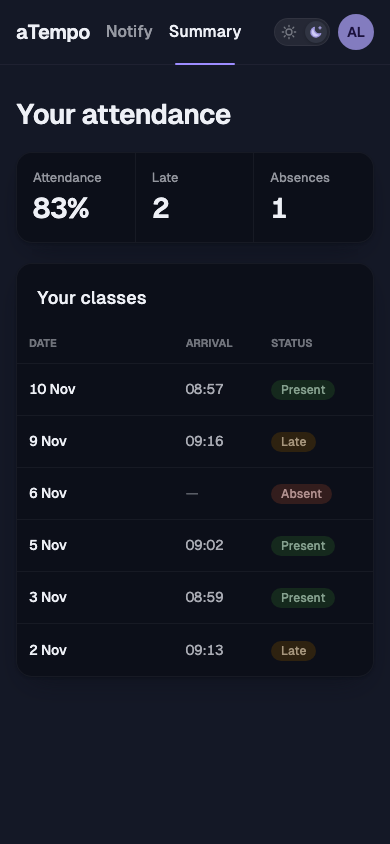 aTempo Notify Summary AL
Your attendance
Attendance Late Absences
83% 2 1
Your classes
DATE ARRIVAL STATUS
10 Nov 08:57 Present
9 Nov 09:16 Late
6 Nov — Absent
5 Nov 09:02 Present
3 Nov 08:59 Present
2 Nov 09:13 Late